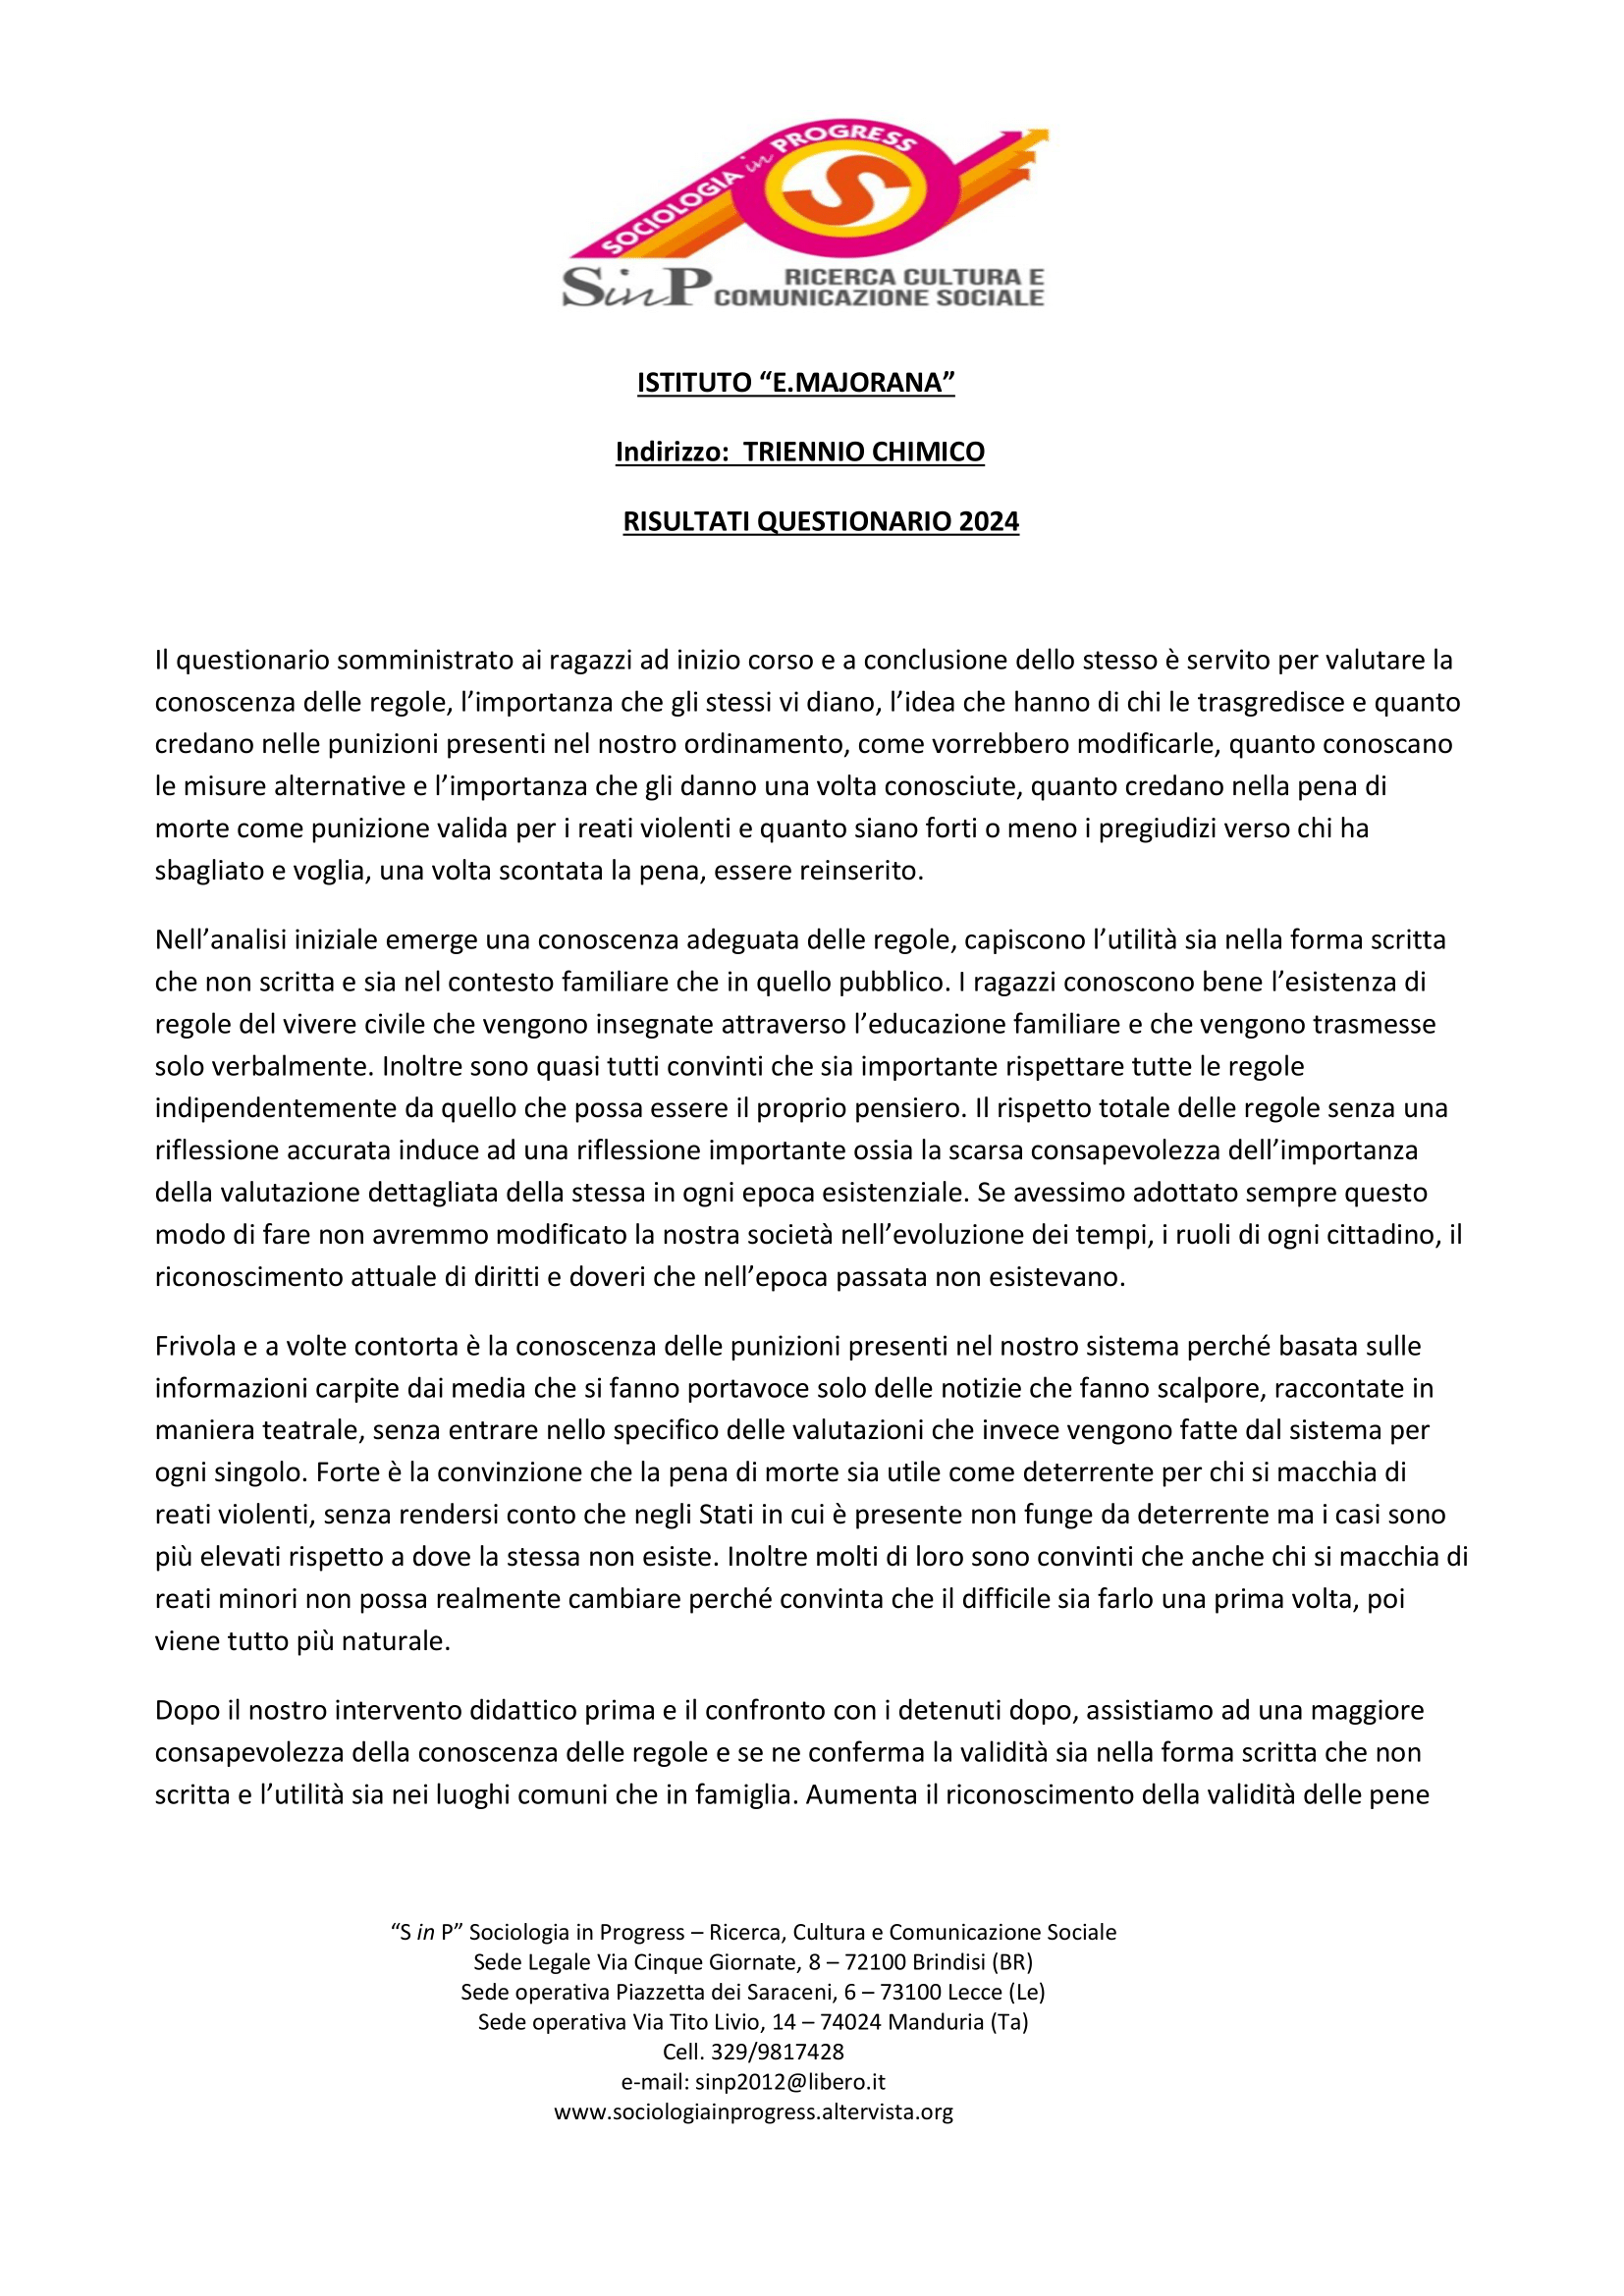 SOCIOLOGIA in PROGRESS
S
SinP RICERCA CULTURA E
COMUNICAZIONE SOCIALE
ISTITUTO “E.MAJORANA”
Indirizzo:  TRIENNIO CHIMICO
RISULTATI QUESTIONARIO 2024
Il questionario somministrato ai ragazzi ad inizio corso e a conclusione dello stesso è servito per valutare la
conoscenza delle regole, l’importanza che gli stessi vi diano, l’idea che hanno di chi le trasgredisce e quanto
credano nelle punizioni presenti nel nostro ordinamento, come vorrebbero modificarle, quanto conoscano
le misure alternative e l’importanza che gli danno una volta conosciute, quanto credano nella pena di
morte come punizione valida per i reati violenti e quanto siano forti o meno i pregiudizi verso chi ha
sbagliato e voglia, una volta scontata la pena, essere reinserito.
Nell’analisi iniziale emerge una conoscenza adeguata delle regole, capiscono l’utilità sia nella forma scritta
che non scritta e sia nel contesto familiare che in quello pubblico. I ragazzi conoscono bene l’esistenza di
regole del vivere civile che vengono insegnate attraverso l’educazione familiare e che vengono trasmesse
solo verbalmente. Inoltre sono quasi tutti convinti che sia importante rispettare tutte le regole
indipendentemente da quello che possa essere il proprio pensiero. Il rispetto totale delle regole senza una
riflessione accurata induce ad una riflessione importante ossia la scarsa consapevolezza dell’importanza
della valutazione dettagliata della stessa in ogni epoca esistenziale. Se avessimo adottato sempre questo
modo di fare non avremmo modificato la nostra società nell’evoluzione dei tempi, i ruoli di ogni cittadino, il
riconoscimento attuale di diritti e doveri che nell’epoca passata non esistevano.
Frivola e a volte contorta è la conoscenza delle punizioni presenti nel nostro sistema perché basata sulle
informazioni carpite dai media che si fanno portavoce solo delle notizie che fanno scalpore, raccontate in
maniera teatrale, senza entrare nello specifico delle valutazioni che invece vengono fatte dal sistema per
ogni singolo. Forte è la convinzione che la pena di morte sia utile come deterrente per chi si macchia di
reati violenti, senza rendersi conto che negli Stati in cui è presente non funge da deterrente ma i casi sono
più elevati rispetto a dove la stessa non esiste. Inoltre molti di loro sono convinti che anche chi si macchia di
reati minori non possa realmente cambiare perché convinta che il difficile sia farlo una prima volta, poi
viene tutto più naturale.
Dopo il nostro intervento didattico prima e il confronto con i detenuti dopo, assistiamo ad una maggiore
consapevolezza della conoscenza delle regole e se ne conferma la validità sia nella forma scritta che non
scritta e l’utilità sia nei luoghi comuni che in famiglia. Aumenta il riconoscimento della validità delle pene
“S in P” Sociologia in Progress – Ricerca, Cultura e Comunicazione Sociale
Sede Legale Via Cinque Giornate, 8 – 72100 Brindisi (BR)
Sede operativa Piazzetta dei Saraceni, 6 – 73100 Lecce (Le)
Sede operativa Via Tito Livio, 14 – 74024 Manduria (Ta)
Cell. 329/9817428
e-mail: sinp2012@libero.it
www.sociologiainprogress.altervista.org